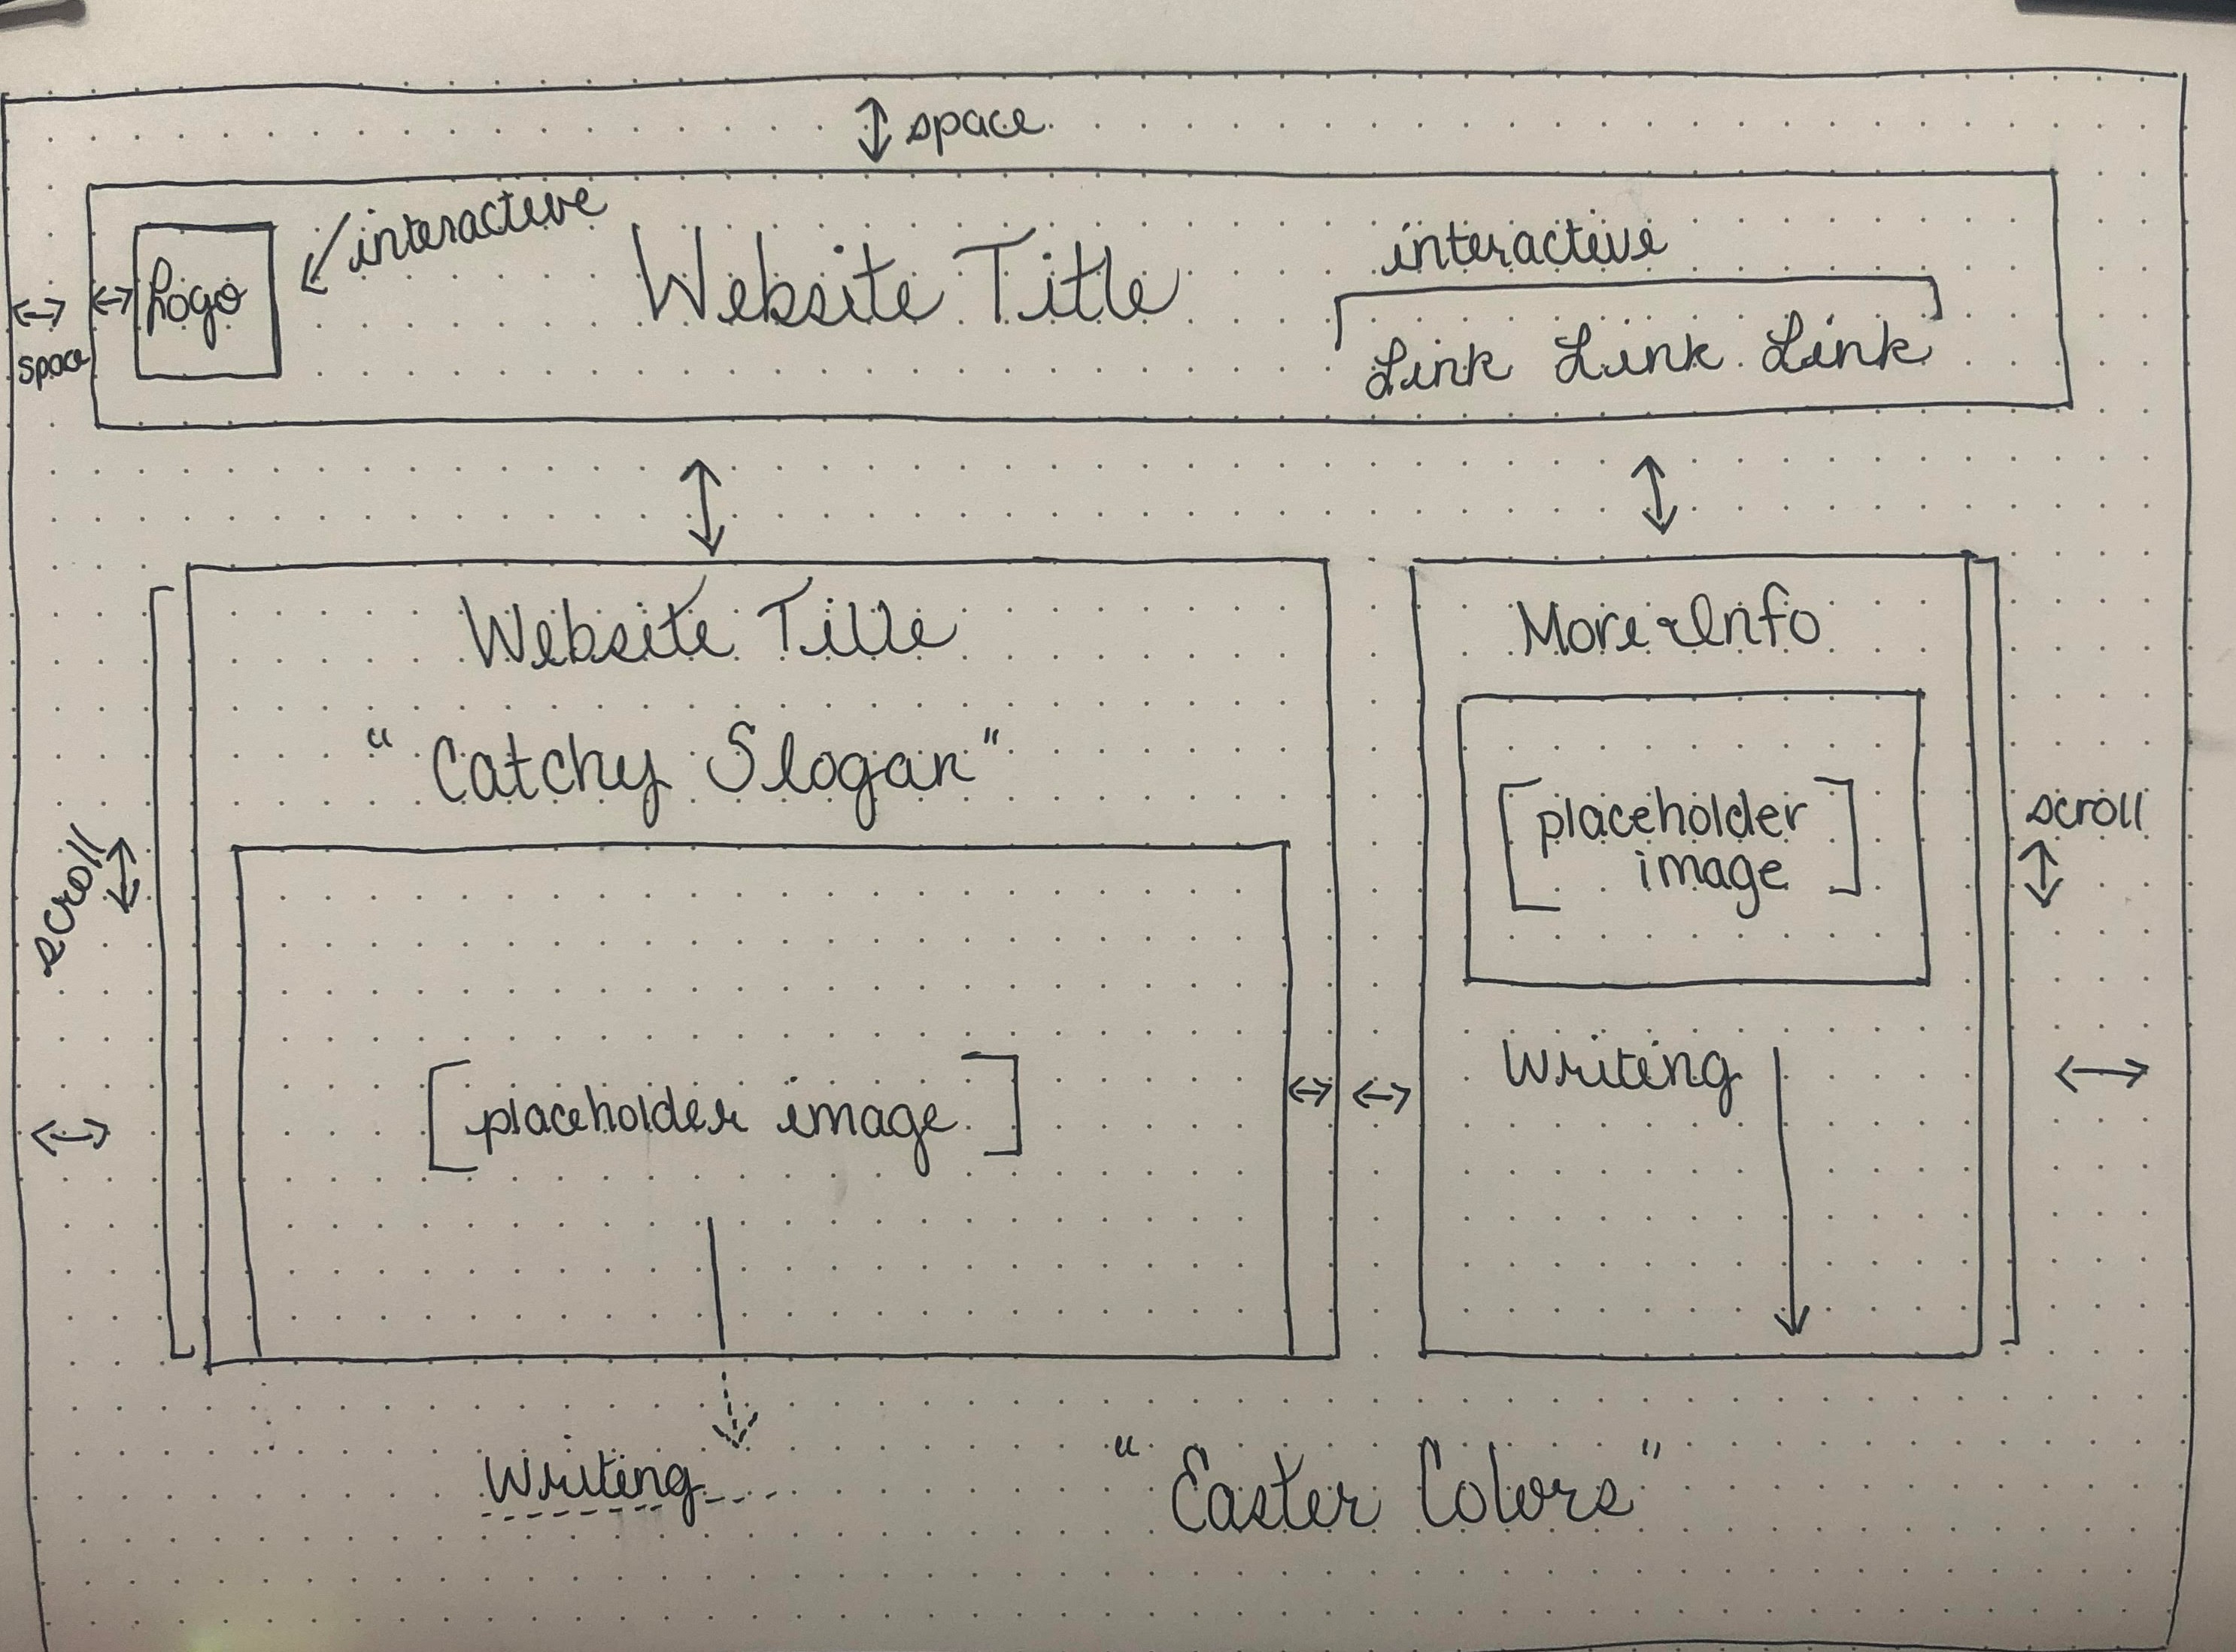 space
interactive
Logo
space
Website Title
interactive
Link Link Link
Website Title
"Catchy Slogan"
scroll
[placeholder image]
Writing
More Info
[placeholder
image]
scroll
Writing
"Easter Colors"